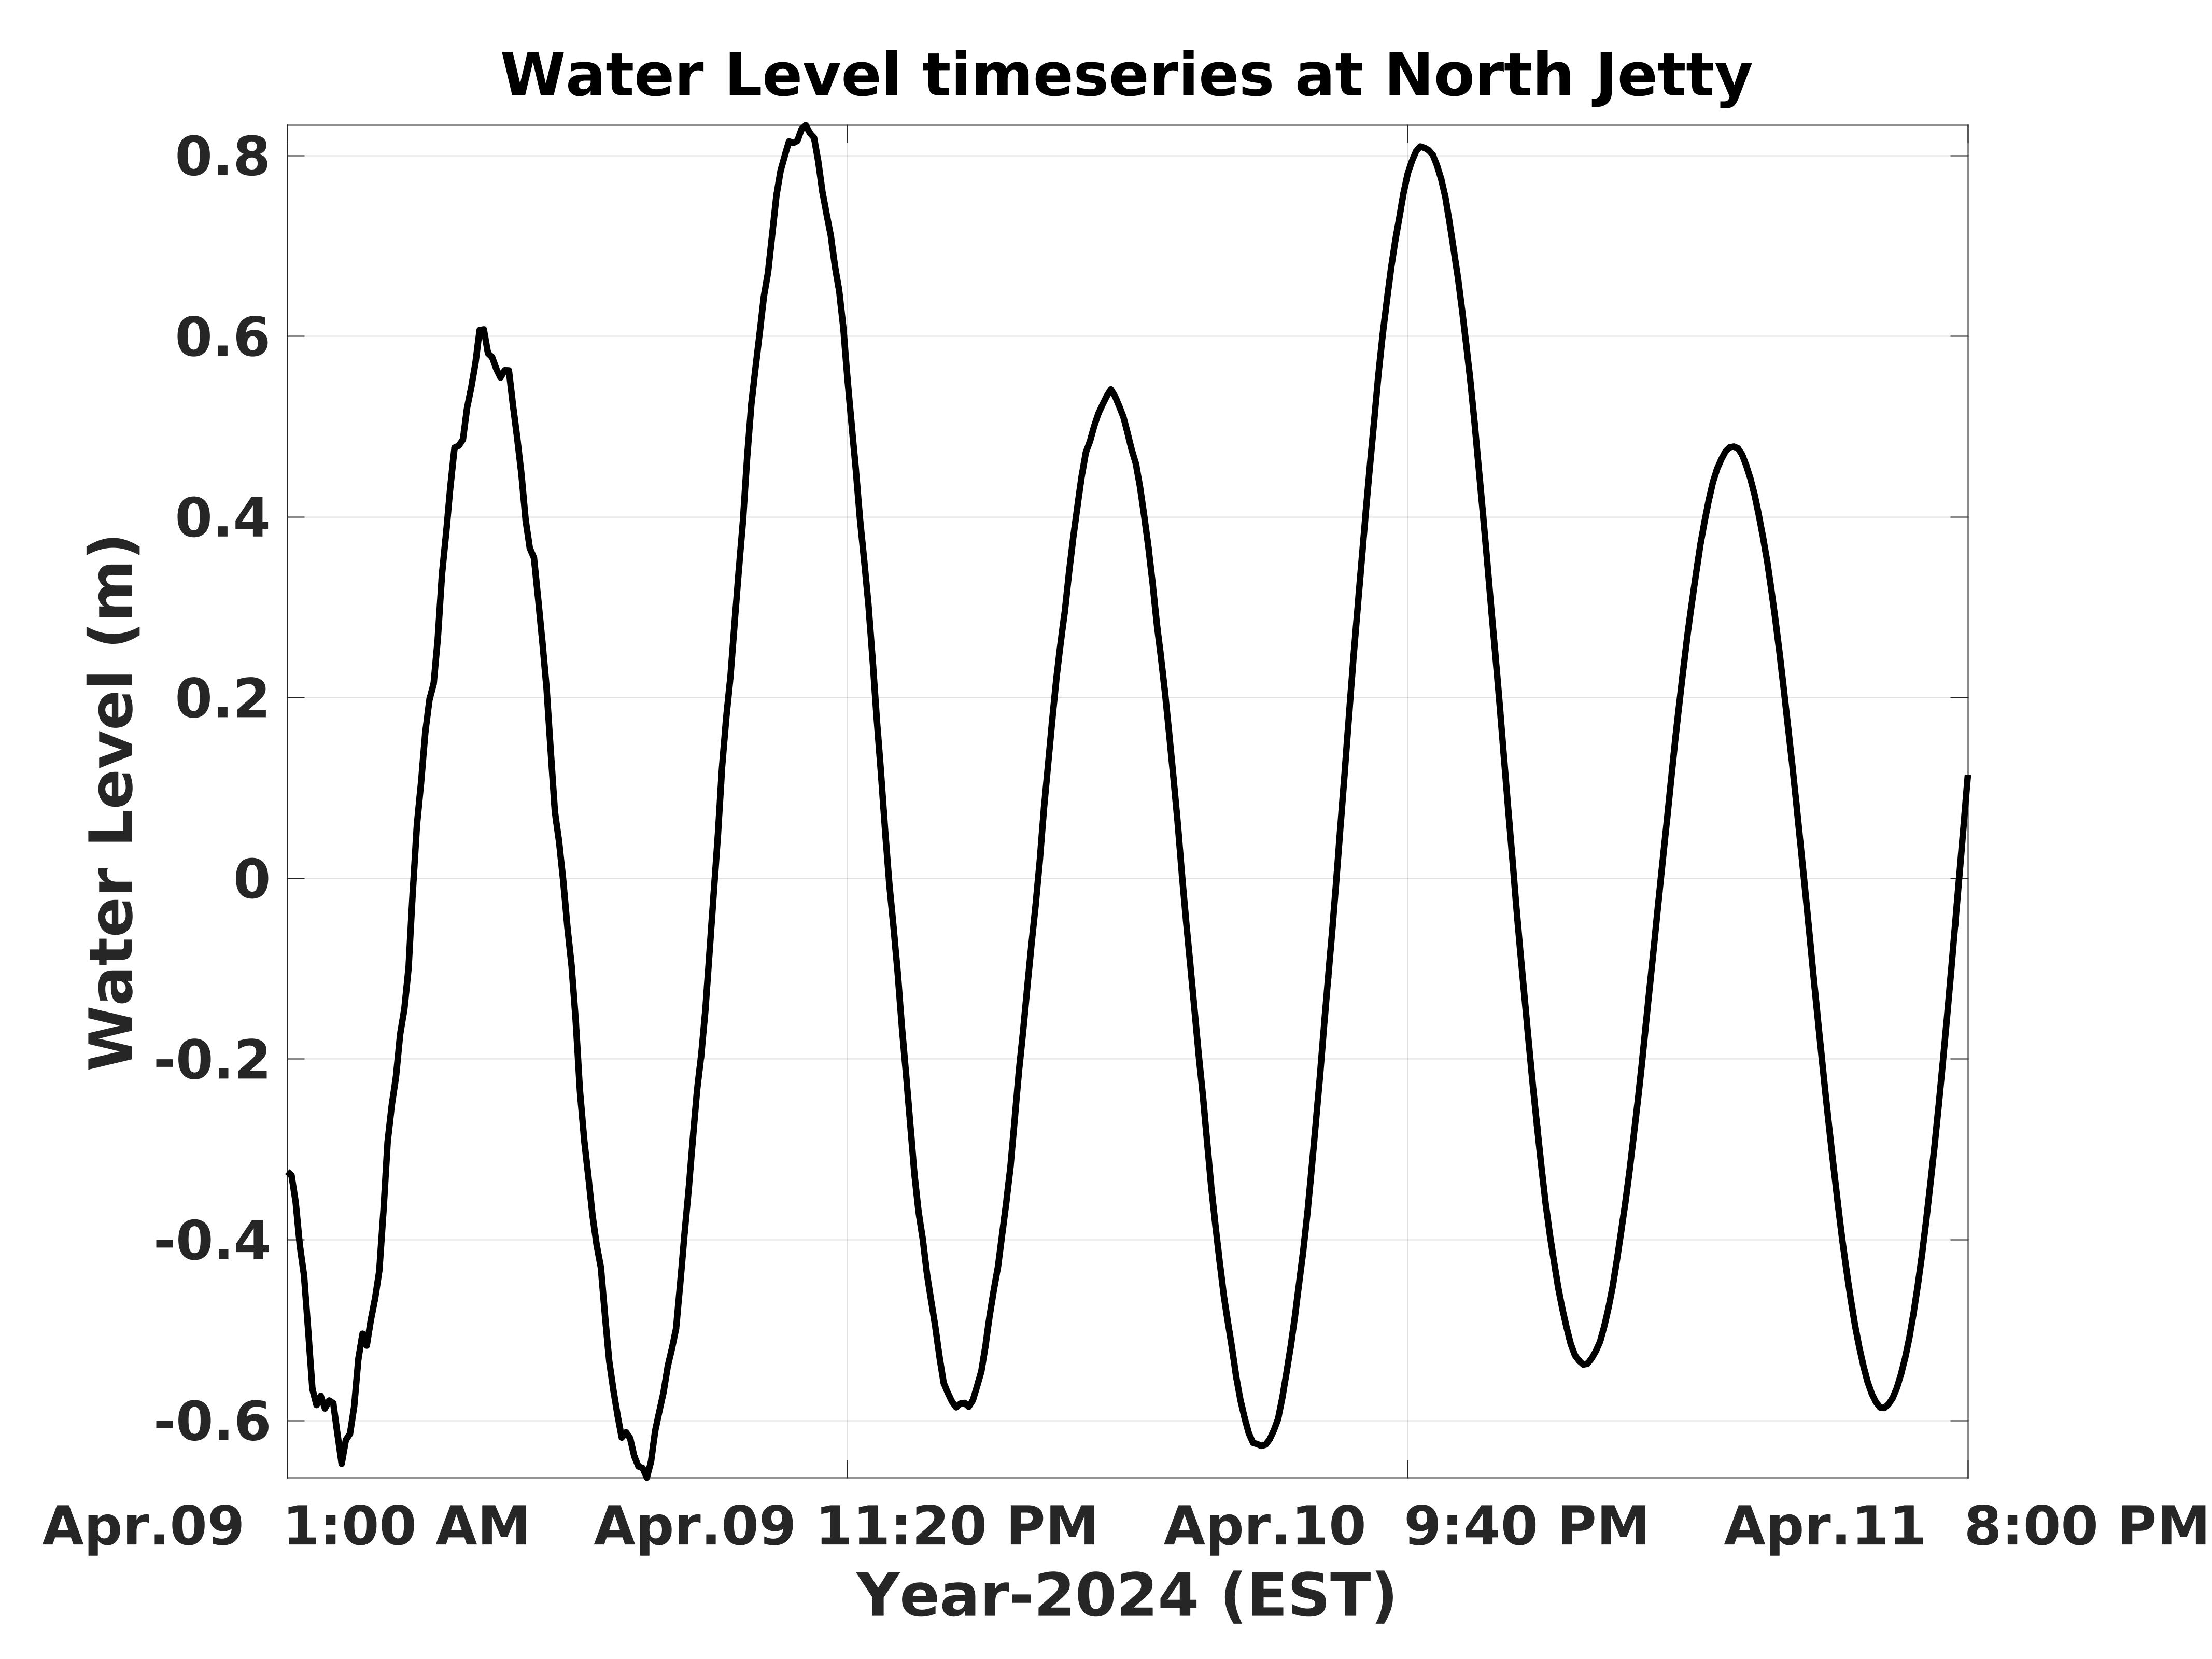 Water Level timeseries at North Jetty
0.8
0.6
0.4
0.2
0
-0.2
-0.4
-0.6
Water Level (m)
Apr.09 1:00 AM Apr.09 11:20 PM Apr.10 9:40 PM Apr.11 8:00 PM
Year-2024 (EST)